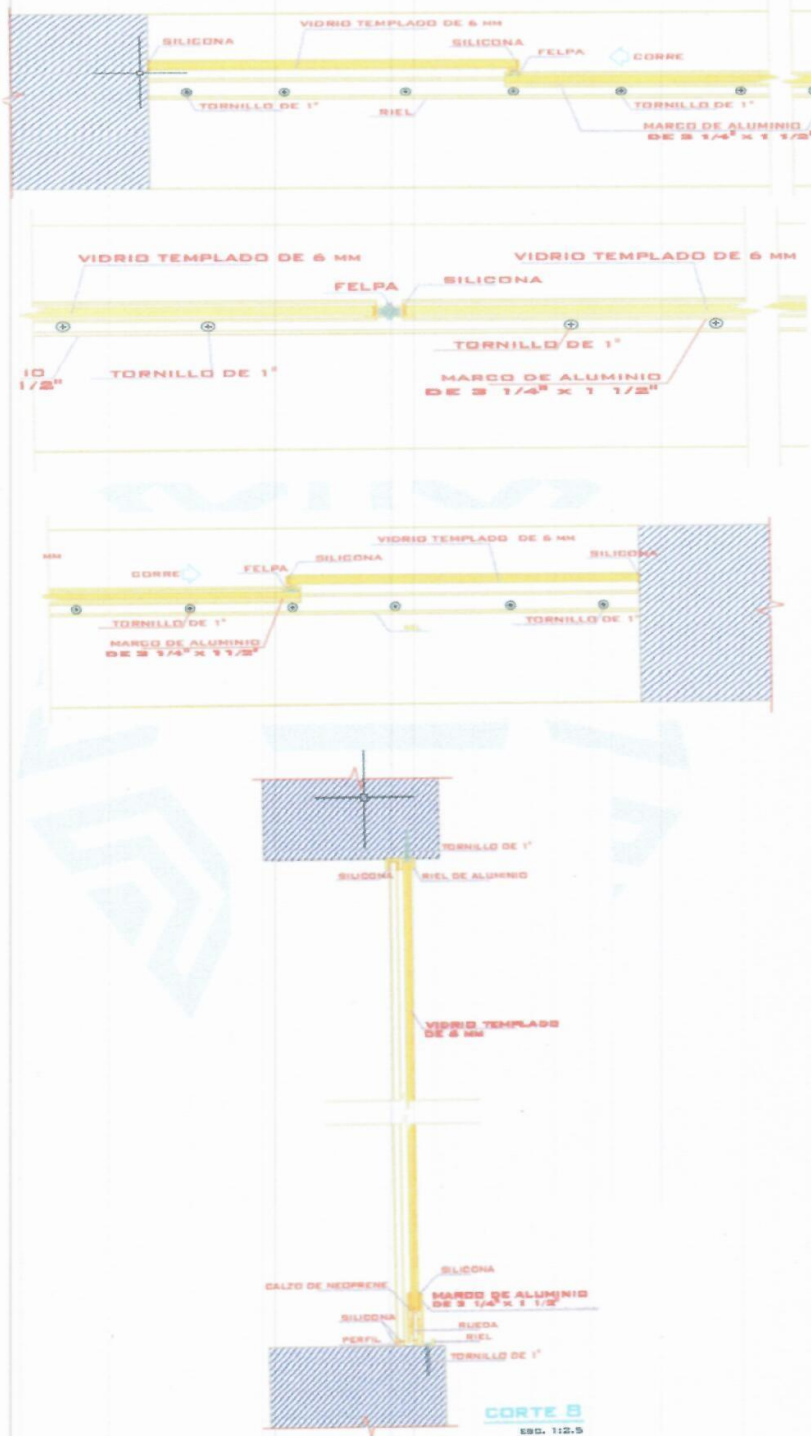 VIDRIO TEMPLADO DE 6 MM
SILICONA
SILICONA
FELPA
CORRE
TORNILLO DE 1"
RIEL
TORNILLO DE 1"
MARCO DE ALUMINIO
DE 3 1/4" X 1 1/2"
VIDRIO TEMPLADO DE 6 MM
VIDRIO TEMPLADO DE 6 MM
FELPA
SILICONA
IO
1/2"
TORNILLO DE 1"
TORNILLO DE 1"
MARCO DE ALUMINIO
DE 3 1/4" X 1 1/2"
MM
VIDRIO TEMPLADO DE 6 MM
SILICONA
SILICONA
CORRE
FELPA
TORNILLO DE 1"
TORNILLO DE 1"
MARCO DE ALUMINIO
DE 3 1/4" X 1 1/2"
TORNILLO DE 1"
SILICONA
RIEL DE ALUMINIO
VIDRIO TEMPLADO
DE 6 MM
SILICONA
CALZO DE NEOPRENE
MARCO DE ALUMINIO
DE 3 1/4" X 1 1/2"
SILICONA
RUEDA
PERFIL
RIEL
TORNILLO DE 1"
CORTE B
ESC. 1:2.5